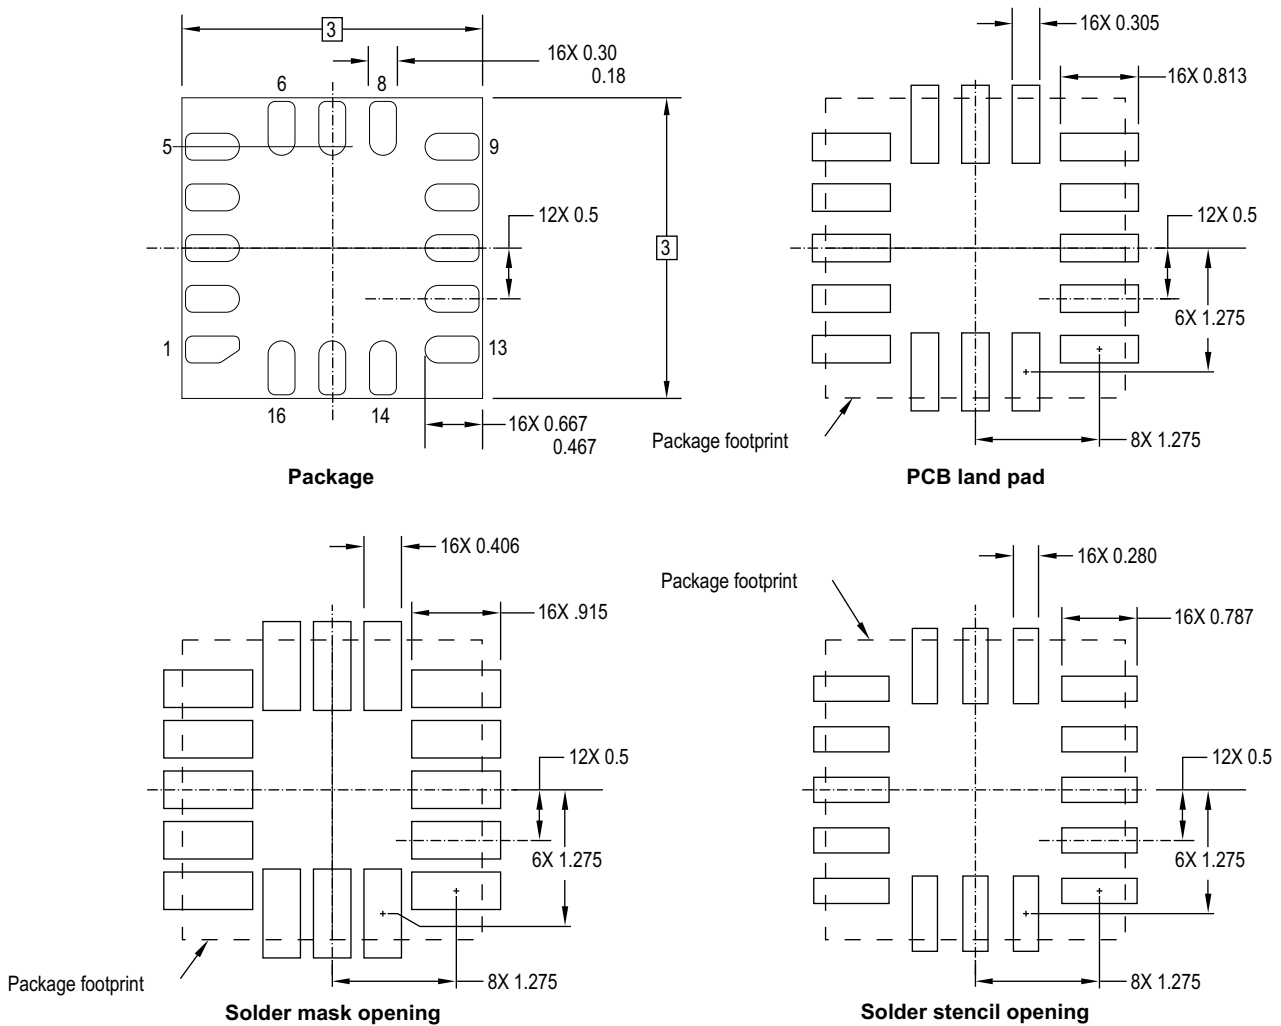 3
16X 0.30
0.18
6
8
5
9
12X 0.5
3
1
13
16
14
16X 0.667
0.467
Package
16X 0.305
16X 0.813
12X 0.5
6X 1.275
Package footprint
8X 1.275
PCB land pad
16X 0.406
16X .915
12X 0.5
6X 1.275
Package footprint
8X 1.275
Solder mask opening
Package footprint
16X 0.280
16X 0.787
12X 0.5
6X 1.275
8X 1.275
Solder stencil opening